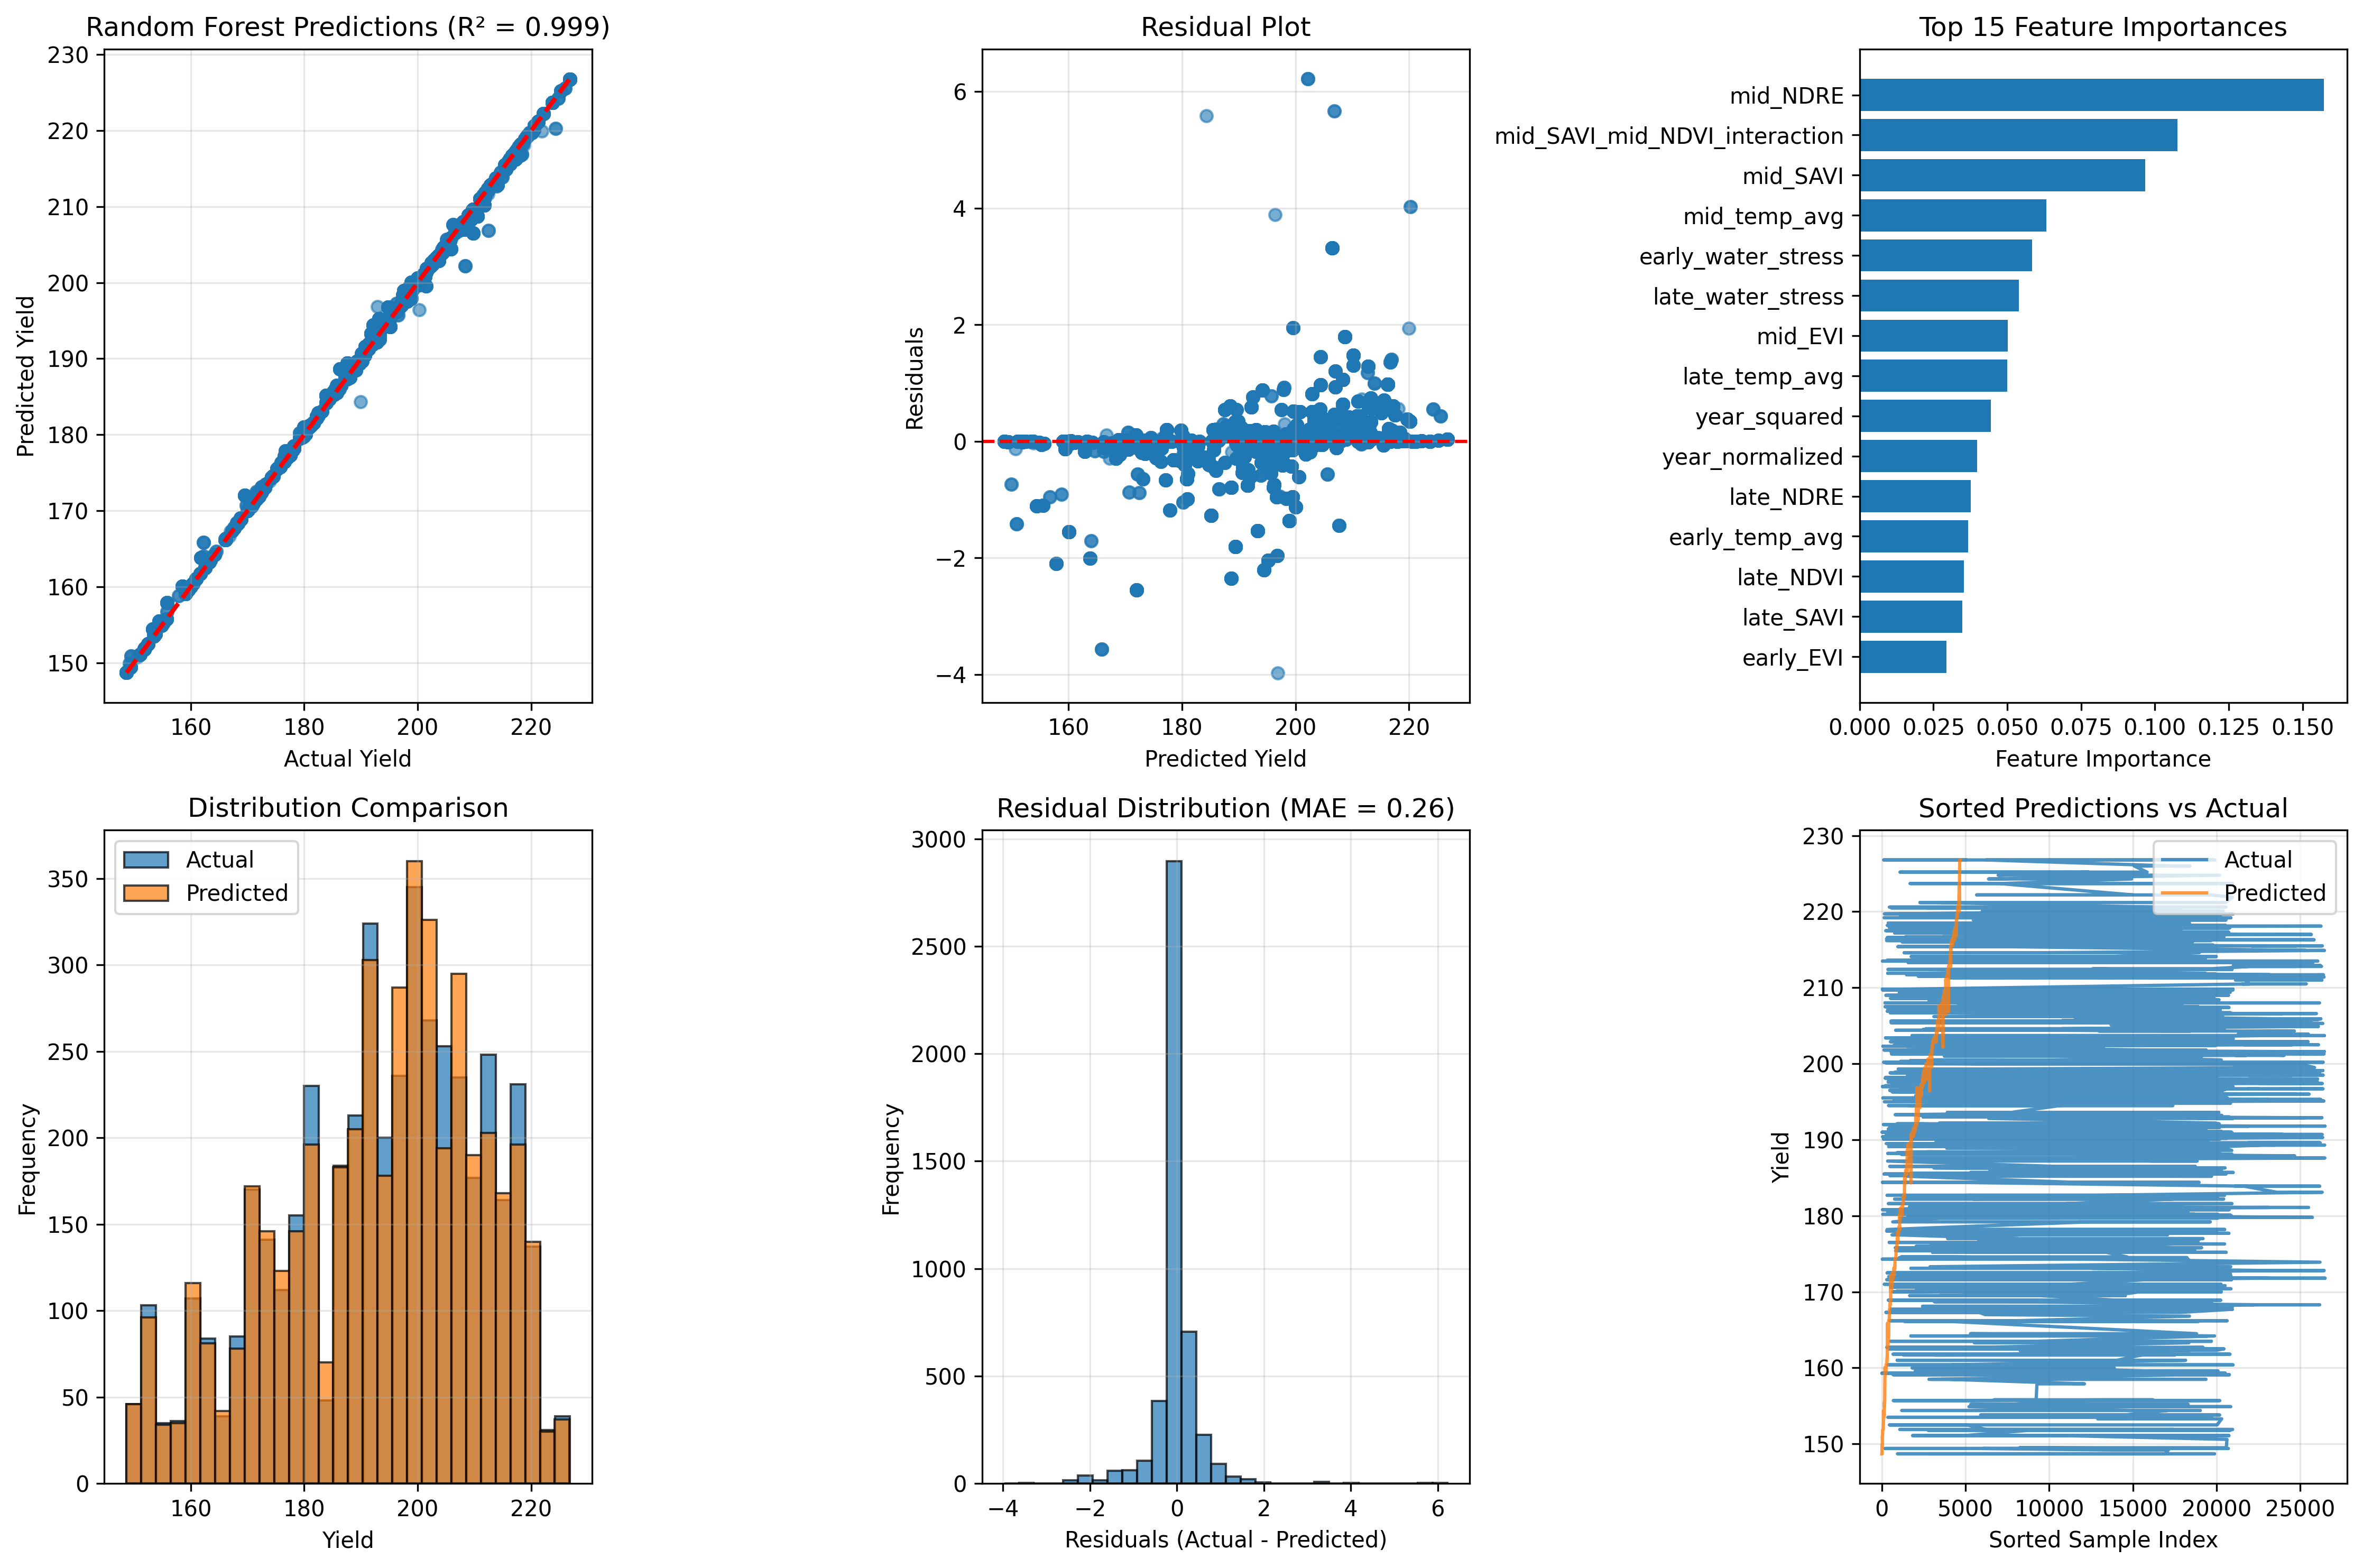 Random Forest Predictions (R² = 0.999)
230
220
210
200
190
180
170
160
150
Predicted Yield
160 180 200 220
Actual Yield
Residual Plot
6
4
2
0
−2
−4
Residuals
160 180 200 220
Predicted Yield
Top 15 Feature Importances
mid_NDRE
mid_SAVI_mid_NDVI_interaction
mid_SAVI
mid_temp_avg
early_water_stress
late_water_stress
mid_EVI
late_temp_avg
year_squared
year_normalized
late_NDRE
early_temp_avg
late_NDVI
late_SAVI
early_EVI
0.000 0.025 0.050 0.075 0.100 0.125 0.150
Feature Importance
Distribution Comparison
Actual
Predicted
350
300
250
200
150
100
50
0
Frequency
160 180 200 220
Yield
Residual Distribution (MAE = 0.26)
3000
2500
2000
1500
1000
500
0
Frequency
−4 −2 0 2 4 6
Residuals (Actual - Predicted)
Sorted Predictions vs Actual
Actual
Predicted
230
220
210
200
190
180
170
160
150
Yield
0 5000 10000 15000 20000 25000
Sorted Sample Index